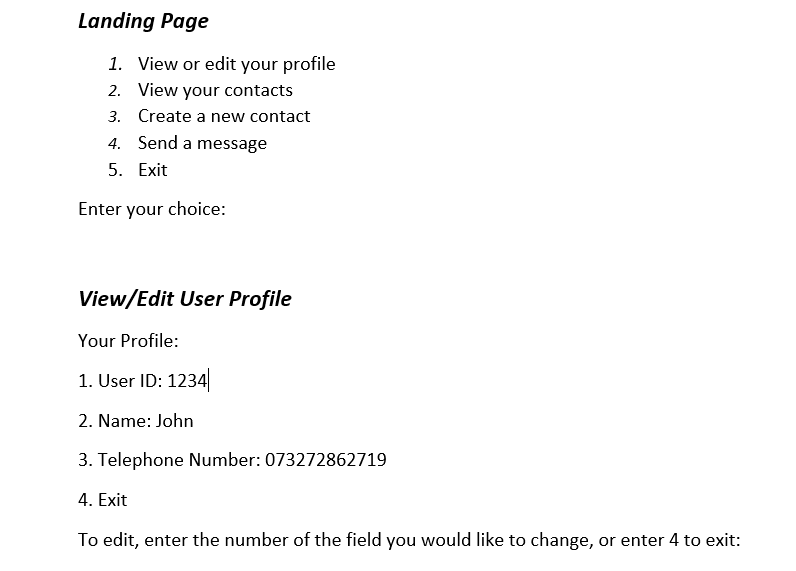 Landing Page
1. View or edit your profile
2. View your contacts
3. Create a new contact
4. Send a message
5. Exit
Enter your choice:
View/Edit User Profile
Your Profile:
1. User ID: 1234
2. Name: John
3. Telephone Number: 073272862719
4. Exit
To edit, enter the number of the field you would like to change, or enter 4 to exit: